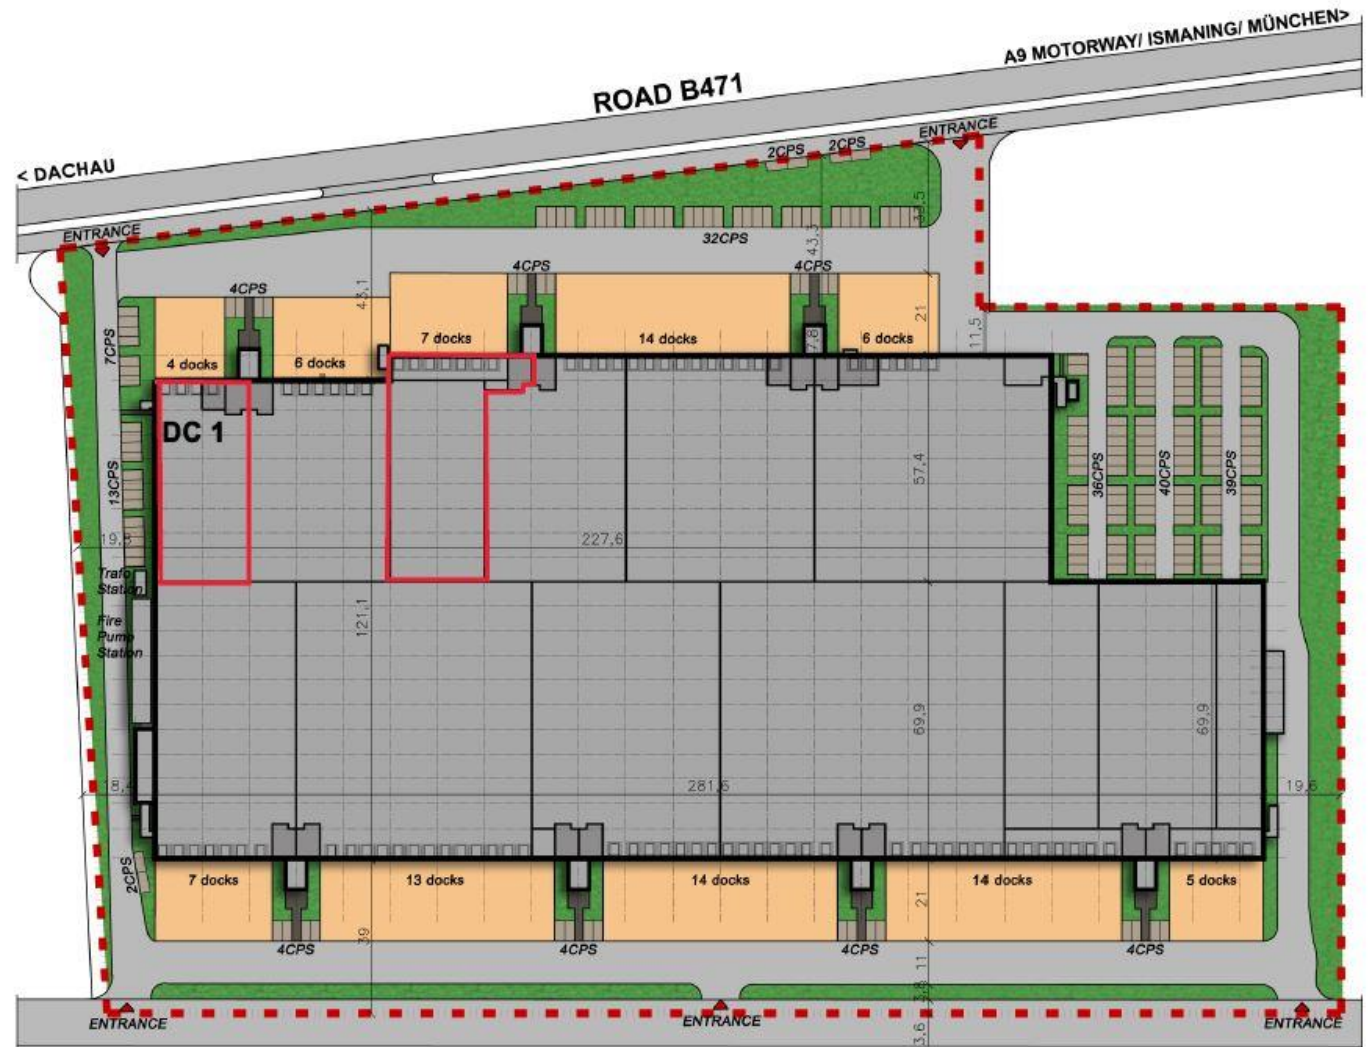 A9 MOTORWAY/ ISMANING/ MÜNCHEN>
ROAD B471
< DACHAU
ENTRANCE
2CPS
2CPS
ENTRANCE
32CPS
43,3
4CPS
4CPS
4CPS
43,1
21
11,5
7CPS
4 docks
6 docks
7 docks
14 docks
7,8
6 docks
DC 1
13CPS
57,4
36CPS
40CPS
39CPS
227,6
Trafo
Station
Fire
Pump
Station
121,1
69,9
69,9
18,4
281,6
19,6
2CPS
7 docks
13 docks
14 docks
14 docks
5 docks
21
39
4CPS
4CPS
4CPS
4CPS
11
3,6
ENTRANCE
ENTRANCE
ENTRANCE